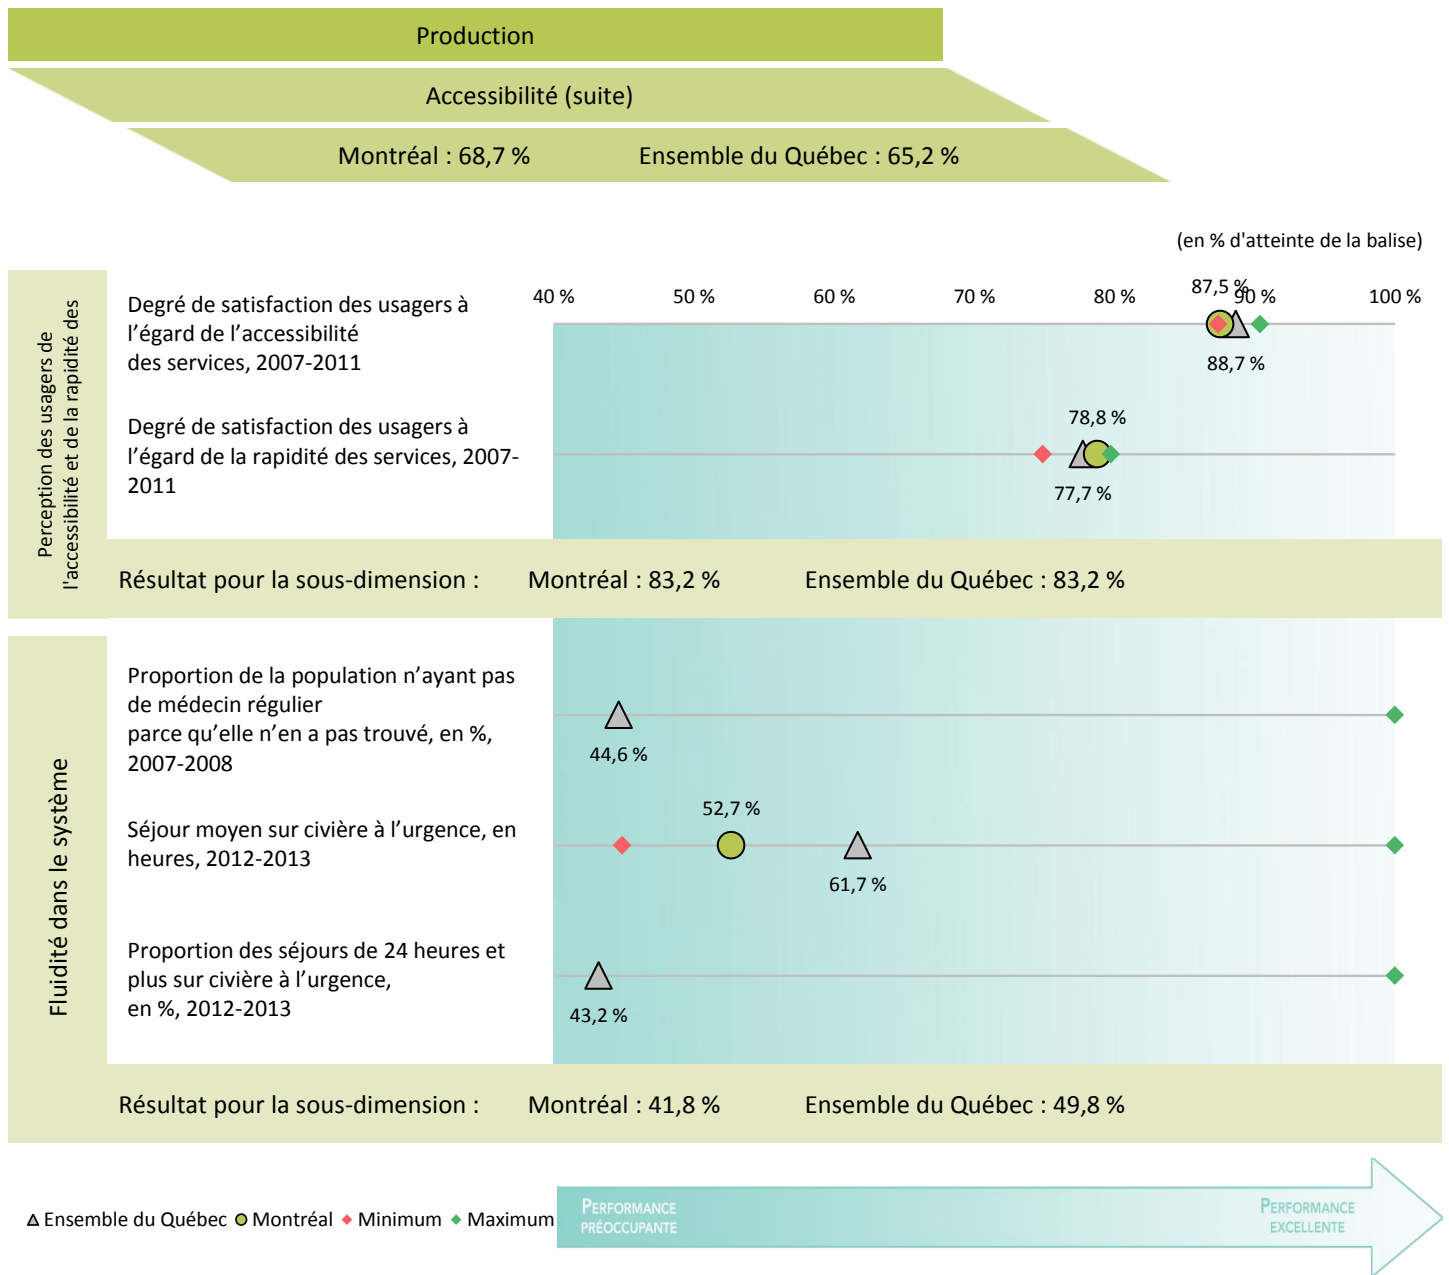 Production
Accessibilité (suite)
Montréal : 68,7 % Ensemble du Québec : 65,2 %
(en % d'atteinte de la balise)
Perception des usagers de
l'accessibilité et de la rapidité des
40 % 50 % 60 % 70 % 80 % 90 % 100 %
Degré de satisfaction des usagers à
l’égard de l’accessibilité
des services, 2007-2011
87,5 %
88,7 %
Degré de satisfaction des usagers à
l’égard de la rapidité des services, 2007-
2011
78,8 %
77,7 %
Résultat pour la sous-dimension : Montréal : 83,2 % Ensemble du Québec : 83,2 %
Fluidité dans le système
Proportion de la population n’ayant pas
de médecin régulier
parce qu’elle n’en a pas trouvé, en %,
2007-2008
44,6 %
Séjour moyen sur civière à l’urgence, en
heures, 2012-2013
52,7 %
61,7 %
Proportion des séjours de 24 heures et
plus sur civière à l’urgence,
en %, 2012-2013
43,2 %
Résultat pour la sous-dimension : Montréal : 41,8 % Ensemble du Québec : 49,8 %
Ensemble du Québec Montréal Minimum Maximum
PERFORMANCE
PRÉOCCUPANTE
PERFORMANCE
EXCELLENTE